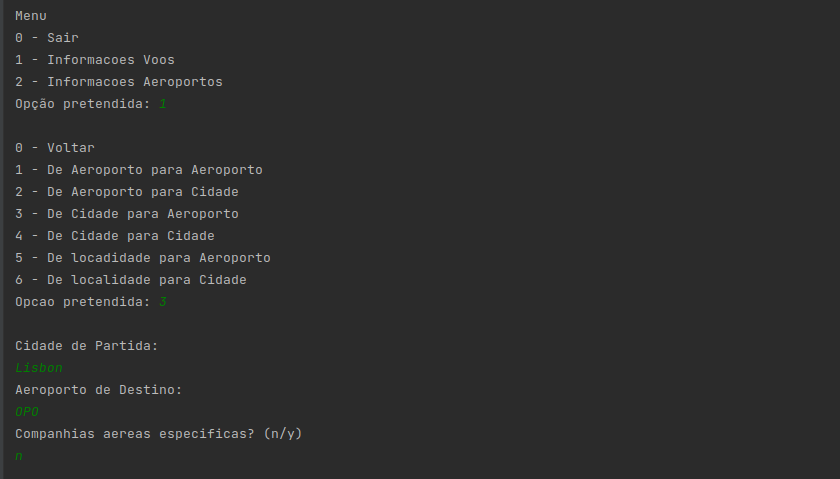 Menu
0 - Sair
1 - Informacoes Voos
2 - Informacoes Aeroportos
Opção pretendida: 1
0 - Voltar
1 - De Aeroporto para Aeroporto
2 - De Aeroporto para Cidade
3 - De Cidade para Aeroporto
4 - De Cidade para Cidade
5 - De locadidade para Aeroporto
6 - De localidade para Cidade
Opcao pretendida: 3
Cidade de Partida:
Lisbon
Aeroporto de Destino:
OPO
Companhias aereas especificas? (n/y)
n